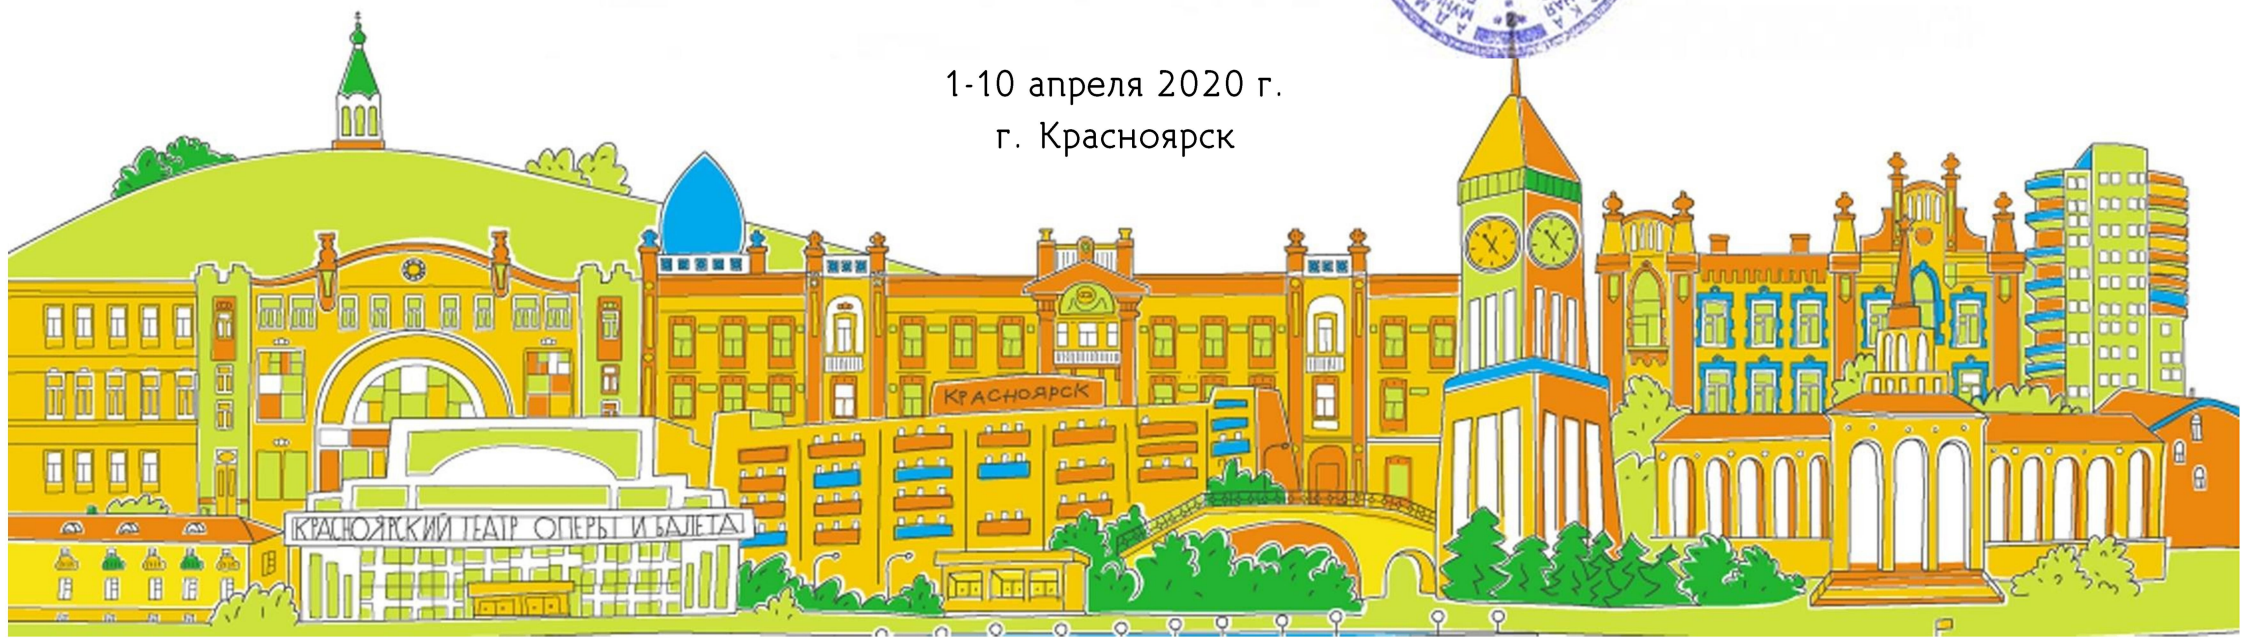 1-10 апреля 2020 г.
г. Красноярск
КРАСНОЯРСК
КРАСНОЯРСКИЙ ТЕАТР ОПЕРЫ И БАЛЕТА